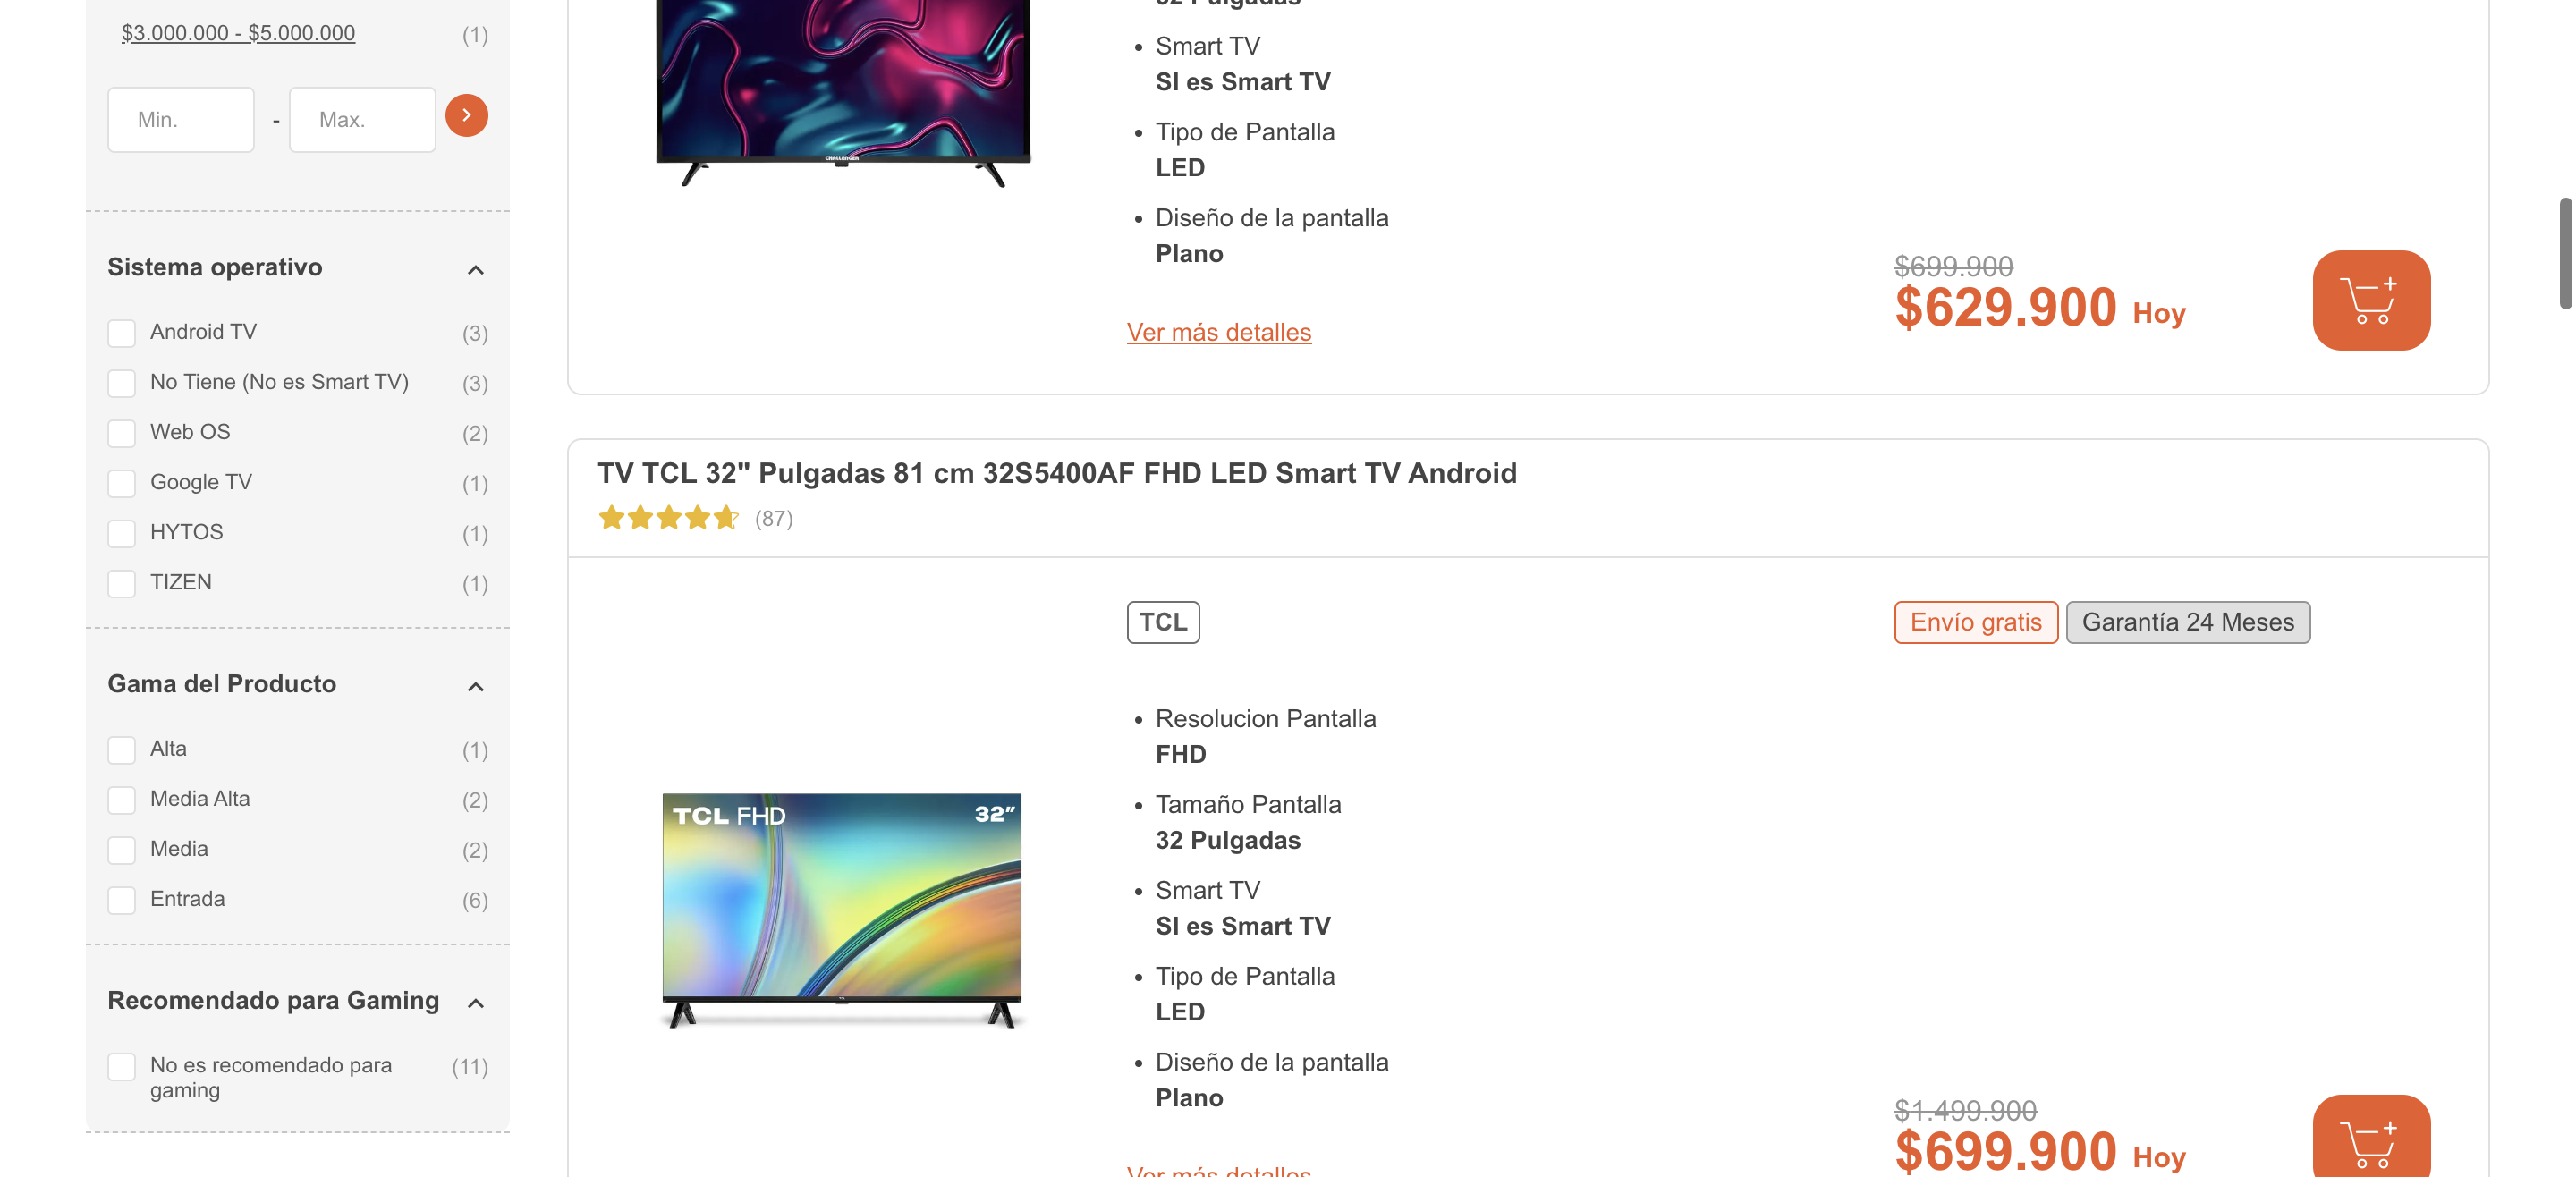 $3.000.000 - $5.000.000 (1)
Min. - Max.
Sistema operativo
Android TV (3)
No Tiene (No es Smart TV) (3)
Web OS (2)
Google TV (1)
HYTOS (1)
TIZEN (1)
Gama del Producto
Alta (1)
Media Alta (2)
Media (2)
Entrada (6)
Recomendado para Gaming
No es recomendado para (11)
gaming
32 Pulgadas
CHALLENGER
Smart TV
SI es Smart TV
Tipo de Pantalla
LED
Diseño de la pantalla
Plano
Ver más detalles
$699.900
$629.900 Hoy
TV TCL 32" Pulgadas 81 cm 32S5400AF FHD LED Smart TV Android
(87)
TCL FHD 32"
TCL
Resolucion Pantalla
FHD
Tamaño Pantalla
32 Pulgadas
Smart TV
SI es Smart TV
Tipo de Pantalla
LED
Diseño de la pantalla
Plano
Ver más detalles
Envío gratis
Garantía 24 Meses
$1.499.900
$699.900 Hoy